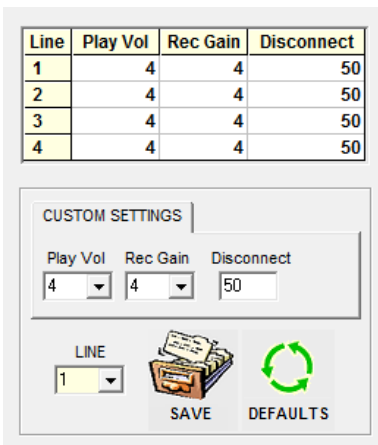 Line Play Vol Rec Gain Disconnect
1 4 4 50
2 4 4 50
3 4 4 50
4 4 4 50
CUSTOM SETTINGS
Play Vol Rec Gain Disconnect
4 4 50
LINE
1
SAVE DEFAULTS